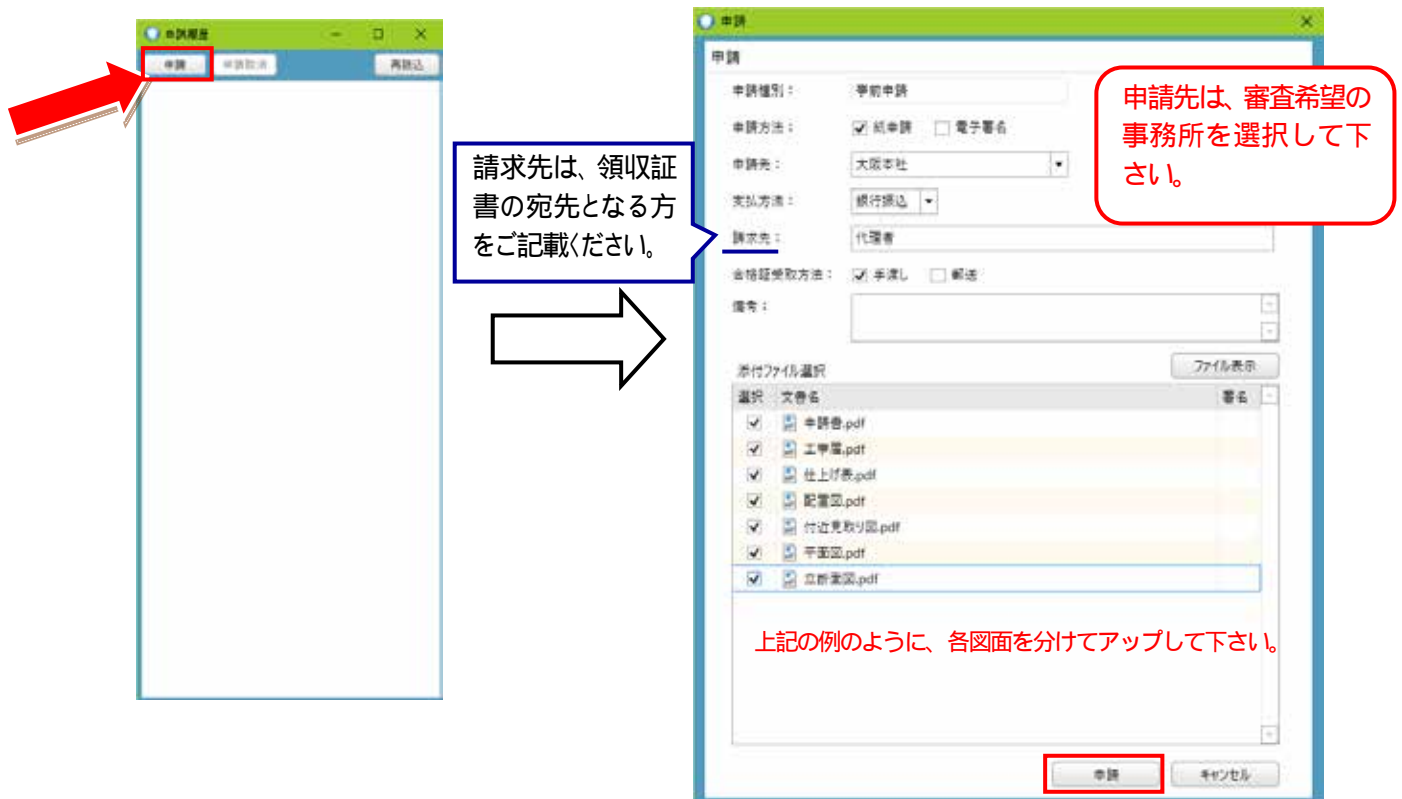 申請履歴
申請 申請取消 再読込
請求先は、領収証
書の宛先となる方
をご記載ください。
申請
申請
申請種別： 事前申請
申請方法： 紙申請 電子署名
申請先： 大阪本社
支払方法： 銀行振込
請求先： 代理者
合格証受取方法： 手渡し 郵送
備考：
申請先は、審査希望の
事務所を選択して下
さい。
添付ファイル選択 ファイル表示
選択 文書名 署名
申請書.pdf
工事届.pdf
仕上げ表.pdf
配置図.pdf
付近見取り図.pdf
平面図.pdf
立断面図.pdf
上記の例のように、各図面を分けてアップして下さい。
申請 キャンセル